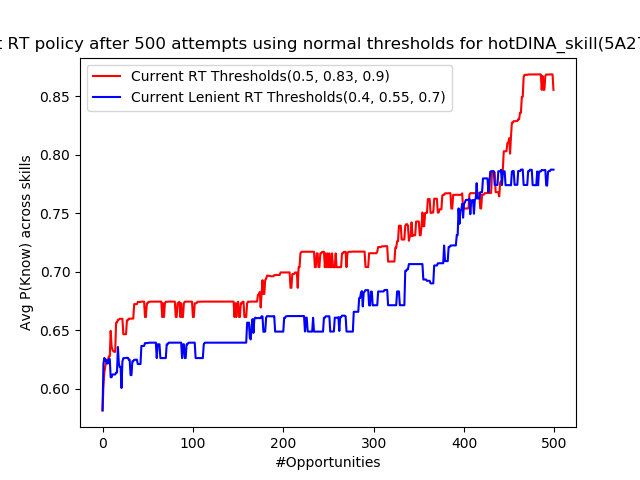 t RT policy after 500 attempts using normal thresholds for hotDINA_skill(5A27
Current RT Thresholds(0.5, 0.83, 0.9)
Current Lenient RT Thresholds(0.4, 0.55, 0.7)
Avg P(Know) across skills
0.85
0.80
0.75
0.70
0.65
0.60
0 100 200 300 400 500
#Opportunities